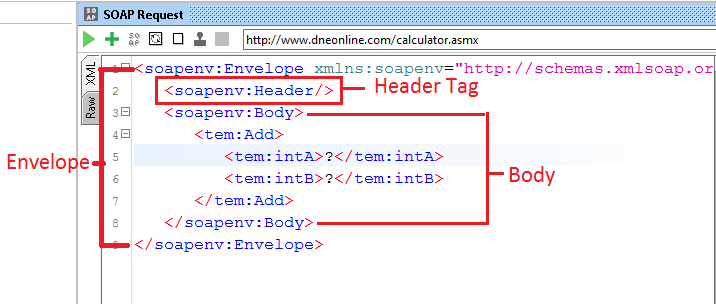 SOAP Request
SO
AP
http://www.dneonline.com/calculator.asmx
XML
Raw
1 <soapenv:Envelope xmlns:soapenv="http://schemas.xmlsoap.or
2 <soapenv:Header/>
Header Tag
3 <soapenv:Body>
4 <tem:Add>
5 <tem:intA>?</tem:intA>
Envelope
Body
6 <tem:intB>?</tem:intB>
7 </tem:Add>
8 </soapenv:Body>
9 </soapenv:Envelope>